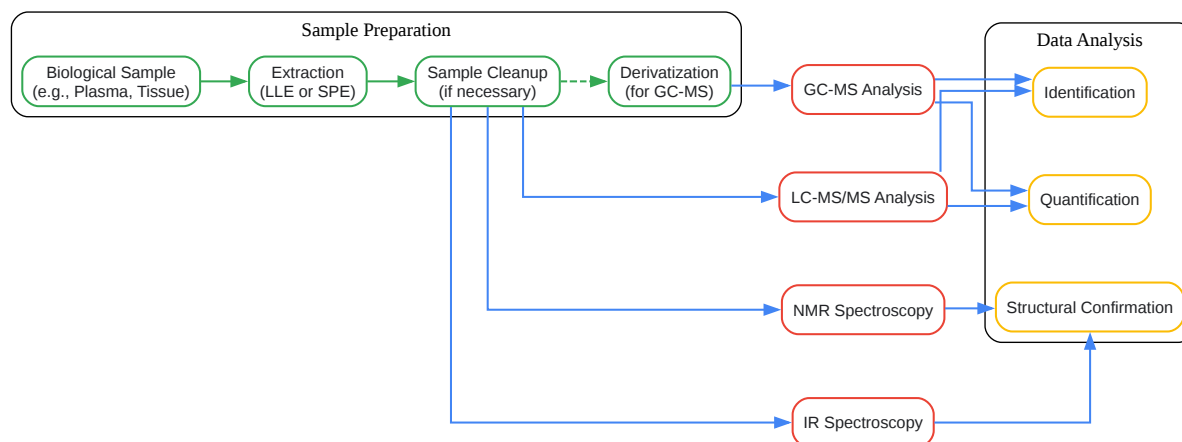 Sample Preparation
Biological Sample
(e.g., Plasma, Tissue)
Extraction
(LLE or SPE)
Sample Cleanup
(if necessary)
Derivatization
(for GC-MS)
GC-MS Analysis
LC-MS/MS Analysis
NMR Spectroscopy
IR Spectroscopy
Data Analysis
Identification
Quantification
Structural Confirmation